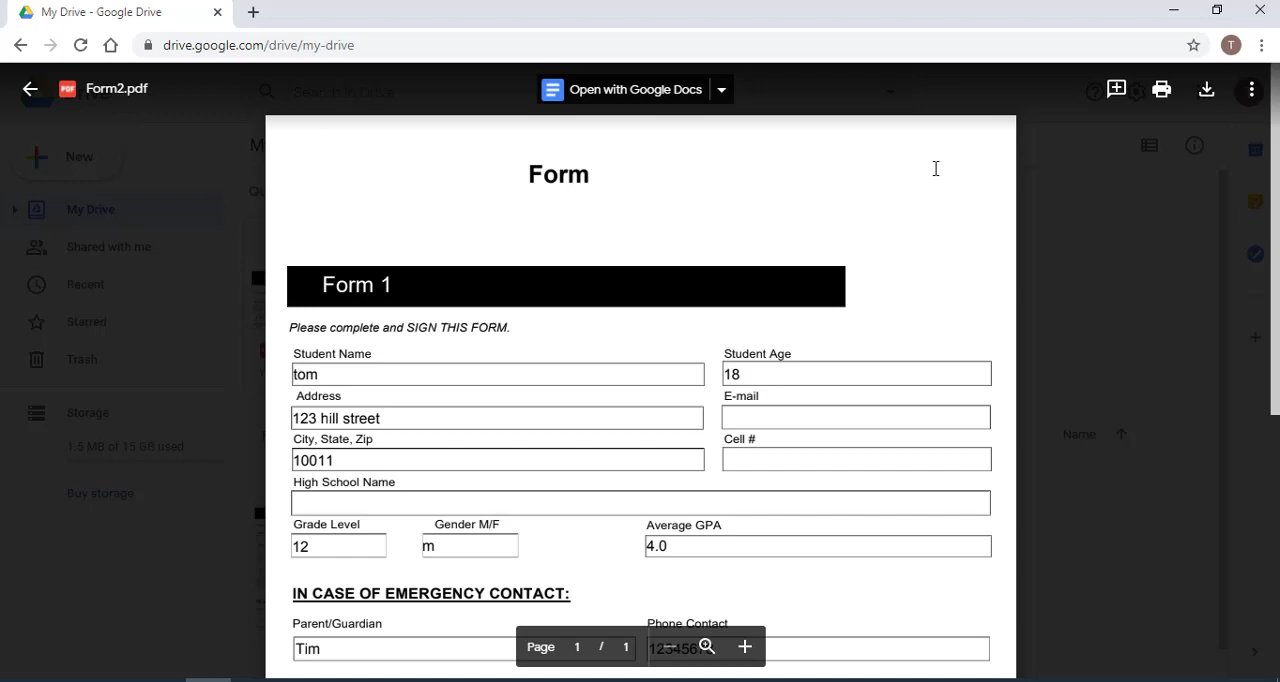 My Drive - Google Drive
drive.google.com/drive/my-drive
PDF Form2.pdf
Open with Google Docs
New
My Drive
Shared with me
Recent
Starred
Trash
Storage
1.5 MB of 15 GB used
Buy storage
Name
T
Form
Form 1
Please complete and SIGN THIS FORM.
Student Name
Student Age
tom
18
Address
E-mail
123 hill street
City, State, Zip
Cell #
10011
High School Name
Grade Level
Gender M/F
Average GPA
12
m
4.0
IN CASE OF EMERGENCY CONTACT:
Parent/Guardian
Phone Contact
Tim
Page 1 / 1